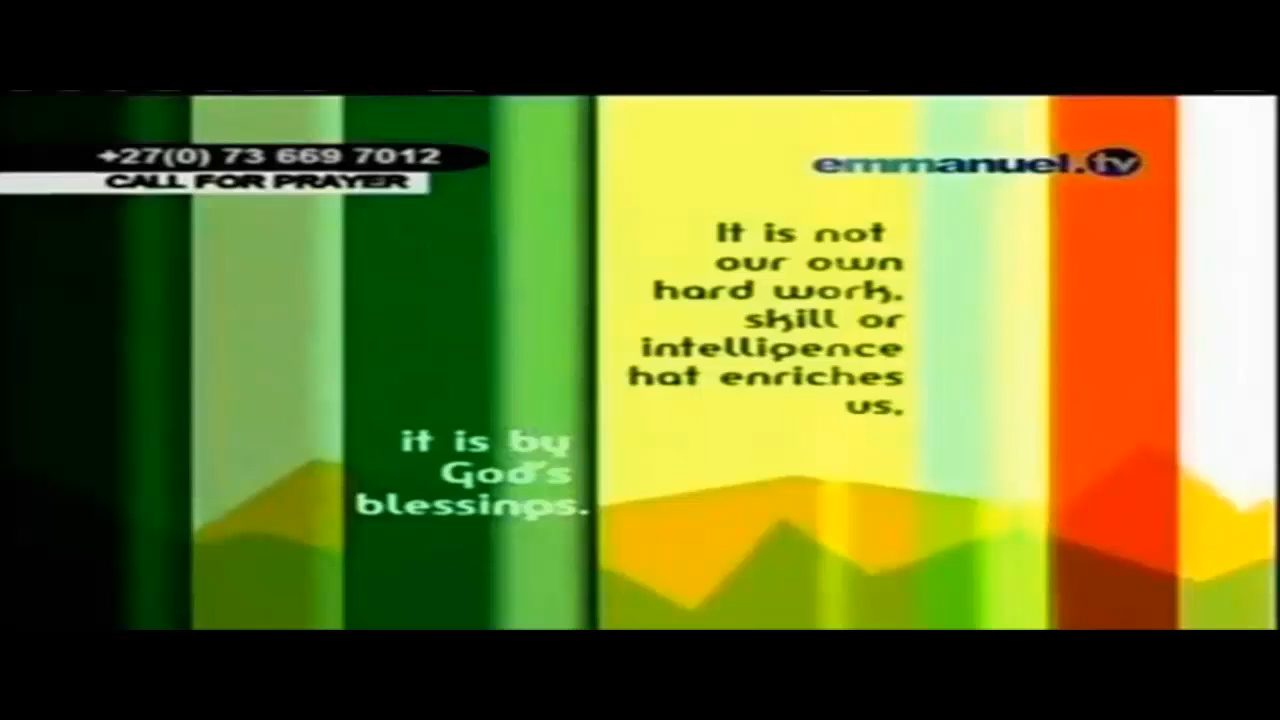 +27(0) 73 669 7012
CALL FOR PRAYER
emmanuel.tv
It is not
our own
hard work,
skill or
intelligence
hat enriches
us,
it is by
God's
blessings.